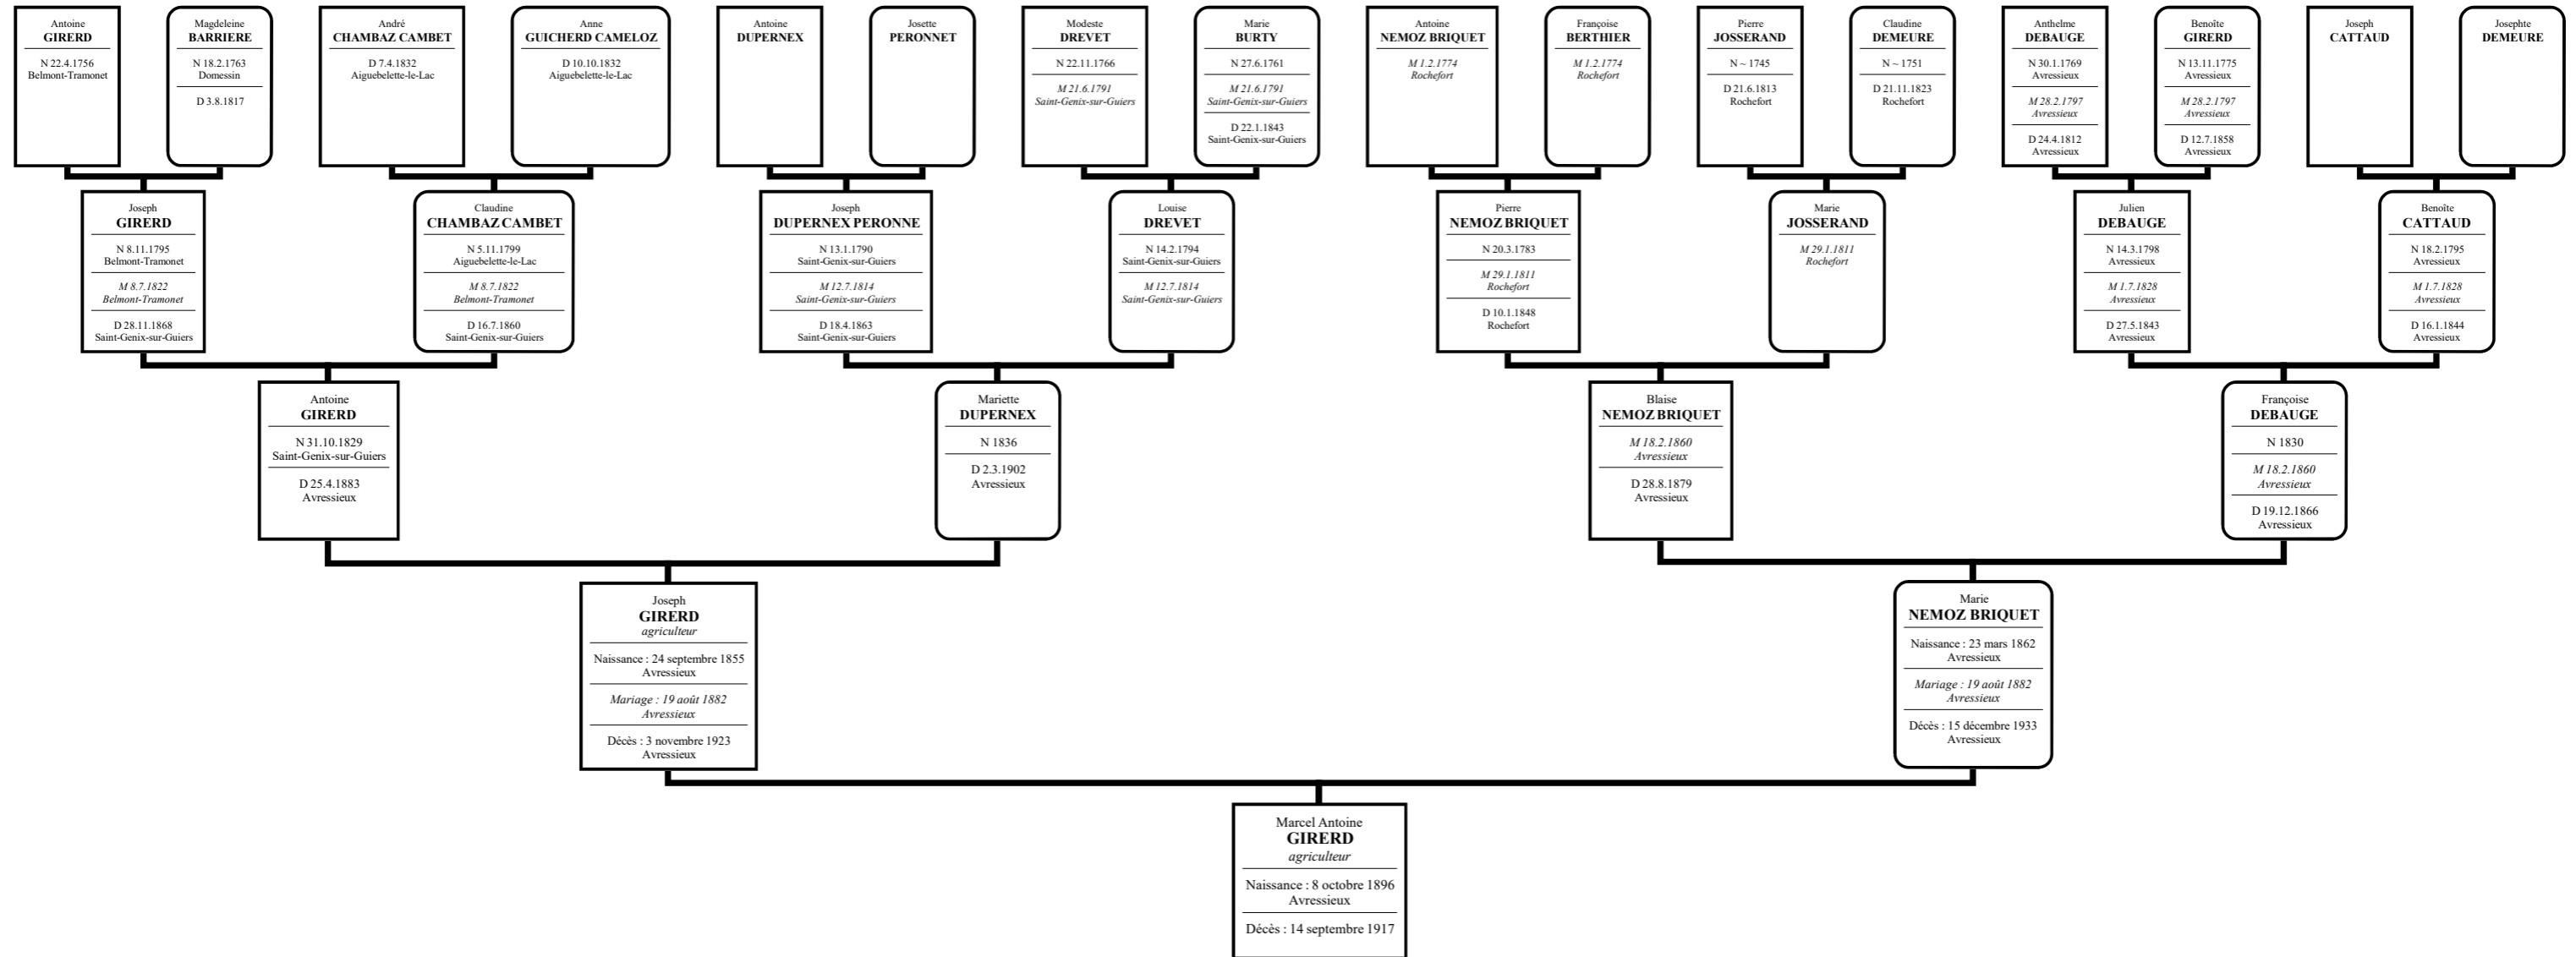 Antoine
GIRERD
N 22.4.1756
Belmont-Tramonet
Magdeleine
BARRIERE
N 18.2.1763
Domessin
D 3.8.1817
André
CHAMBAZ CAMBET
D 7.4.1832
Aiguebelette-le-Lac
Anne
GUICHERD CAMELOZ
D 10.10.1832
Aiguebelette-le-Lac
Antoine
DUPERNEX
Josette
PERONNET
Modeste
DREVET
N 22.11.1766
M 21.6.1791
Saint-Genix-sur-Guiers
Marie
BURTY
N 27.6.1761
M 21.6.1791
Saint-Genix-sur-Guiers
D 22.1.1843
Saint-Genix-sur-Guiers
Antoine
NEMOZ BRIQUET
M 1.2.1774
Rochefort
Françoise
BERTHIER
M 1.2.1774
Rochefort
Pierre
JOSSERAND
N ~ 1745
D 21.6.1813
Rochefort
Claudine
DEMEURE
N ~ 1751
D 21.11.1823
Rochefort
Anthelme
DEBAUGE
N 30.1.1769
Avressieux
M 28.2.1797
Avressieux
D 24.4.1812
Avressieux
Benoîte
GIRERD
N 13.11.1775
Avressieux
M 28.2.1797
Avressieux
D 12.7.1858
Avressieux
Joseph
CATTAUD
Josephte
DEMEURE
Joseph
GIRERD
N 8.11.1795
Belmont-Tramonet
M 8.7.1822
Belmont-Tramonet
D 28.11.1868
Saint-Genix-sur-Guiers
Claudine
CHAMBAZ CAMBET
N 5.11.1799
Aiguebelette-le-Lac
M 8.7.1822
Belmont-Tramonet
D 16.7.1860
Saint-Genix-sur-Guiers
Joseph
DUPERNEX PERONNE
N 13.1.1790
Saint-Genix-sur-Guiers
M 12.7.1814
Saint-Genix-sur-Guiers
D 18.4.1863
Saint-Genix-sur-Guiers
Louise
DREVET
N 14.2.1794
Saint-Genix-sur-Guiers
M 12.7.1814
Saint-Genix-sur-Guiers
Pierre
NEMOZ BRIQUET
N 20.3.1783
M 29.1.1811
Rochefort
D 10.1.1848
Rochefort
Marie
JOSSERAND
M 29.1.1811
Rochefort
Julien
DEBAUGE
N 14.3.1798
Avressieux
M 1.7.1828
Avressieux
D 27.5.1843
Avressieux
Benoîte
CATTAUD
N 18.2.1795
Avressieux
M 1.7.1828
Avressieux
D 16.1.1844
Avressieux
Antoine
GIRERD
N 31.10.1829
Saint-Genix-sur-Guiers
D 25.4.1883
Avressieux
Mariette
DUPERNEX
N 1836
D 2.3.1902
Avressieux
Blaise
NEMOZ BRIQUET
M 18.2.1860
Avressieux
D 28.8.1879
Avressieux
Françoise
DEBAUGE
N 1830
M 18.2.1860
Avressieux
D 19.12.1866
Avressieux
Joseph
GIRERD
agriculteur
Naissance : 24 septembre 1855
Avressieux
Mariage : 19 août 1882
Avressieux
Décès : 3 novembre 1923
Avressieux
Marie
NEMOZ BRIQUET
Naissance : 23 mars 1862
Avressieux
Mariage : 19 août 1882
Avressieux
Décès : 15 décembre 1933
Avressieux
Marcel Antoine
GIRERD
agriculteur
Naissance : 8 octobre 1896
Avressieux
Décès : 14 septembre 1917